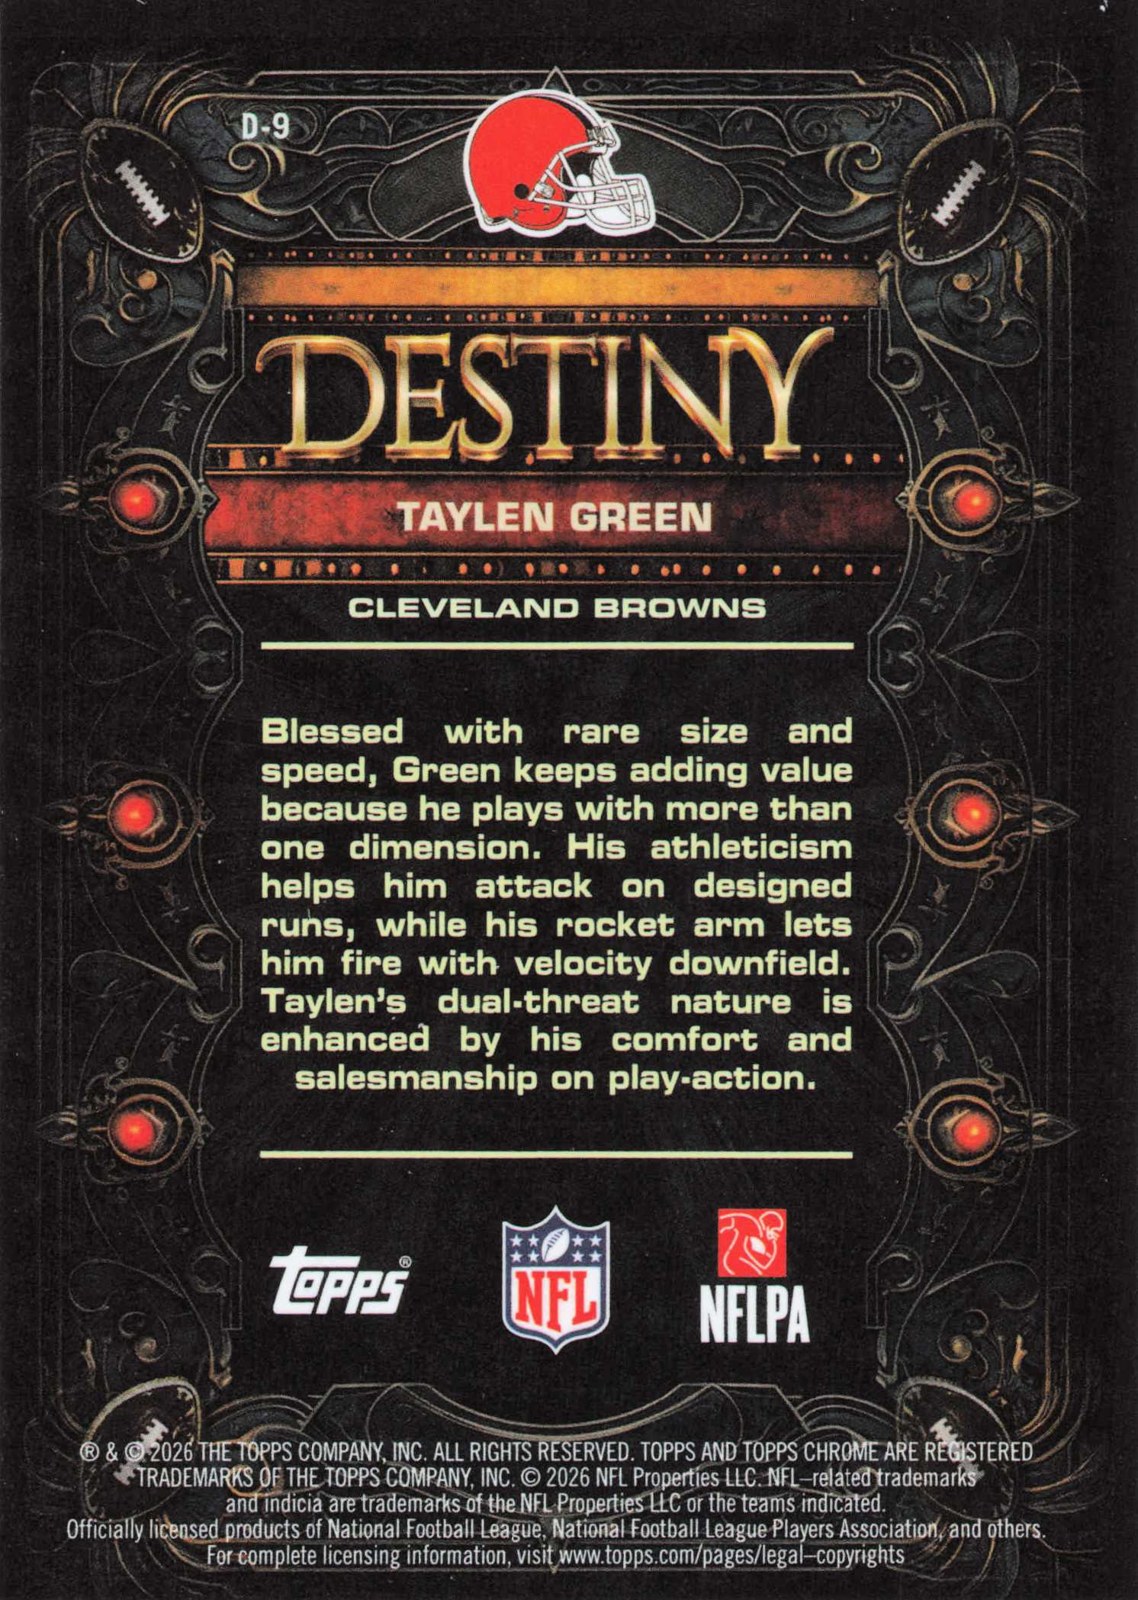 D-9
DESTINY
TAYLEN GREEN
CLEVELAND BROWNS
Blessed with rare size and
speed, Green keeps adding value
because he plays with more than
one dimension. His athleticism
helps him attack on designed
runs, while his rocket arm lets
him fire with velocity downfield.
Taylen's dual-threat nature is
enhanced by his comfort and
salesmanship on play-action.
topps®
NFL
NFLPA
® & © 2026 THE TOPPS COMPANY, INC. ALL RIGHTS RESERVED. TOPPS AND TOPPS CHROME ARE REGISTERED
TRADEMARKS OF THE TOPPS COMPANY, INC. © 2026 NFL Properties LLC. NFL-related trademarks
and indicia are trademarks of the NFL Properties LLC or the teams indicated.
Officially licensed products of National Football League, National Football League Players Association, and others.
For complete licensing information, visit www.topps.com/pages/legal-copyrights